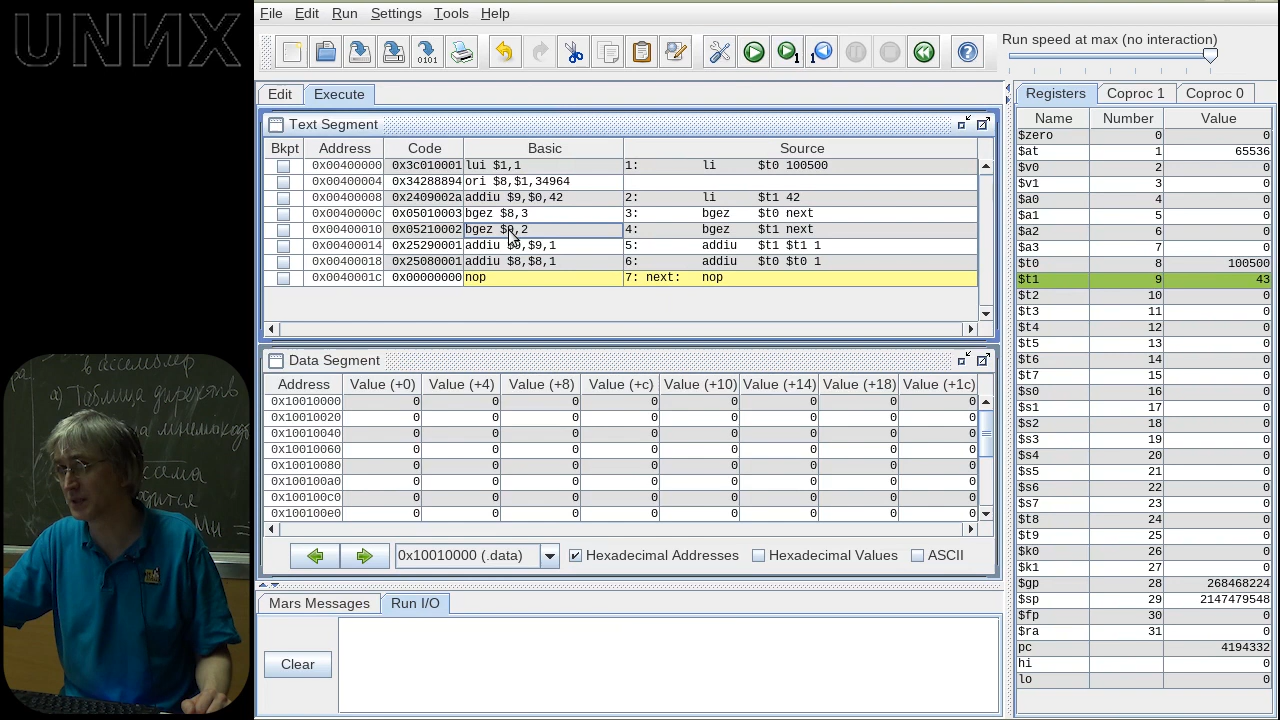 UNИX
File Edit Run Settings Tools Help
Run speed at max (no interaction)
Edit Execute
Text Segment
Bkpt Address Code Basic Source
0x00400000 0x3c010001 lui $1,1 1: li $t0 100500
0x00400004 0x34288894 ori $8,$1,34964
0x00400008 0x2409002a addiu $9,$0,42 2: li $t1 42
0x0040000c 0x05010003 bgez $8,3 3: bgez $t0 next
0x00400010 0x05210002 bgez $9,2 4: bgez $t1 next
0x00400014 0x25290001 addiu $9,$9,1 5: addiu $t1 $t1 1
0x00400018 0x25080001 addiu $8,$8,1 6: addiu $t0 $t0 1
0x0040001c 0x00000000 nop 7: next: nop
Data Segment
Address Value (+0) Value (+4) Value (+8) Value (+c) Value (+10) Value (+14) Value (+18) Value (+1c)
0x10010000 0 0 0 0 0 0 0 0
0x10010020 0 0 0 0 0 0 0 0
0x10010040 0 0 0 0 0 0 0 0
0x10010060 0 0 0 0 0 0 0 0
0x10010080 0 0 0 0 0 0 0 0
0x100100a0 0 0 0 0 0 0 0 0
0x100100c0 0 0 0 0 0 0 0 0
0x100100e0 0 0 0 0 0 0 0 0
0x10010000 (.data) Hexadecimal Addresses Hexadecimal Values ASCII
Mars Messages Run I/O
Clear
Registers Coproc 1 Coproc 0
Name Number Value
$zero 0 0
$at 1 65536
$v0 2 0
$v1 3 0
$a0 4 0
$a1 5 0
$a2 6 0
$a3 7 0
$t0 8 100500
$t1 9 43
$t2 10 0
$t3 11 0
$t4 12 0
$t5 13 0
$t6 14 0
$t7 15 0
$s0 16 0
$s1 17 0
$s2 18 0
$s3 19 0
$s4 20 0
$s5 21 0
$s6 22 0
$s7 23 0
$t8 24 0
$t9 25 0
$k0 26 0
$k1 27 0
$gp 28 268468224
$sp 29 2147479548
$fp 30 0
$ra 31 0
pc 4194332
hi 0
lo 0
в ассемблер
а) Таблица директив